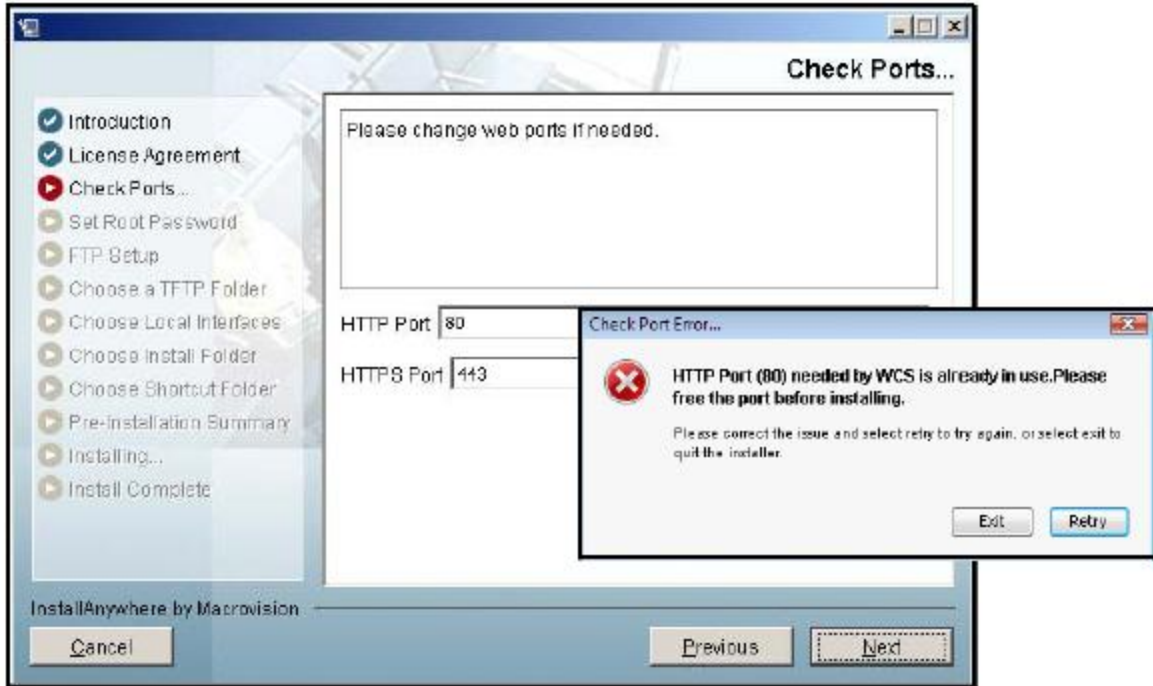 Check Ports...
Introduction
License Agreement
Check Ports...
Set Root Password
FTP Setup
Choose a TFTP Folder
Choose Local Interfaces
Choose Install Folder
Choose Shortcut Folder
Pre-Installation Summary
Installing...
Install Complete
Please change web ports if needed.
HTTP Port 80
HTTPS Port 443
Check Port Error...
HTTP Port (80) needed by WCS is already in use.Please
free the port before installing.
Please correct the issue and select retry to try again, or select exit to
quit the installer.
Exit
Retry
InstallAnywhere by Macrovision
Cancel
Previous
Next